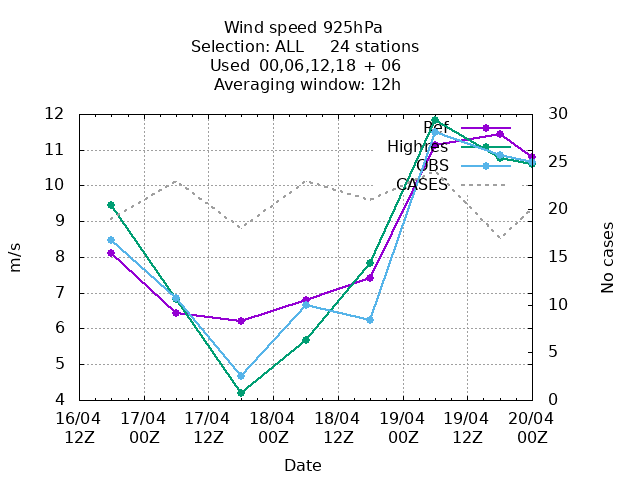 Wind speed 925hPa
Selection: ALL     24 stations
Used 00,06,12,18 + 06
Averaging window: 12h
12
11
10
9
8
7
6
5
4
m/s
30
25
20
15
10
5
0
No cases
Ref
Highres
OBS
CASES
16/04 17/04 17/04 18/04 18/04 19/04 19/04 20/04
12Z 00Z 12Z 00Z 12Z 00Z 12Z 00Z
Date